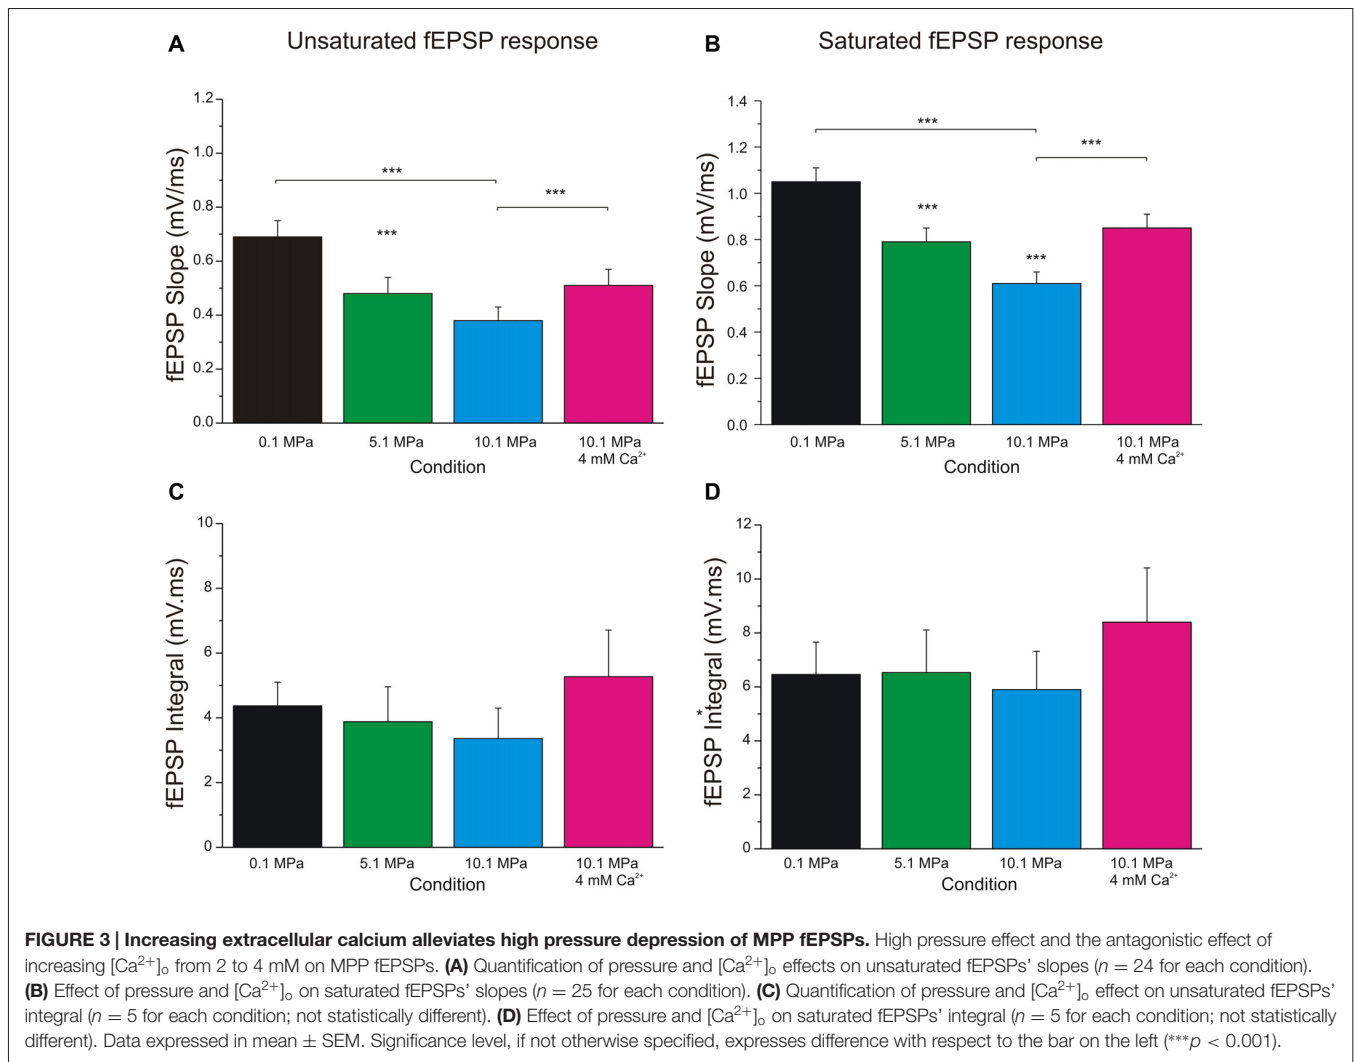 A Unsaturated fEPSP response
1.2
1.0
0.8
0.6
0.4
0.2
0.0
fEPSP Slope (mV/ms)
***
***
***
0.1 MPa 5.1 MPa 10.1 MPa 10.1 MPa
4 mM Ca²⁺
Condition
B Saturated fEPSP response
1.4
1.2
1.0
0.8
0.6
0.4
0.2
0.0
fEPSP Slope (mV/ms)
***
***
***
***
0.1 MPa 5.1 MPa 10.1 MPa 10.1 MPa
4 mM Ca²⁺
Condition
C
10
8
6
4
2
0
fEPSP Integral (mV.ms)
0.1 MPa 5.1 MPa 10.1 MPa 10.1 MPa
4 mM Ca²⁺
Condition
D
12
10
8
6
4
2
0
fEPSP Integral (mV.ms)
*
0.1 MPa 5.1 MPa 10.1 MPa 10.1 MPa
4 mM Ca²⁺
Condition
FIGURE 3 | Increasing extracellular calcium alleviates high pressure depression of MPP fEPSPs. High pressure effect and the antagonistic effect of
increasing [Ca²⁺]ₒ from 2 to 4 mM on MPP fEPSPs. (A) Quantification of pressure and [Ca²⁺]ₒ effects on unsaturated fEPSPs' slopes (n = 24 for each condition).
(B) Effect of pressure and [Ca²⁺]ₒ on saturated fEPSPs' slopes (n = 25 for each condition). (C) Quantification of pressure and [Ca²⁺]ₒ effect on unsaturated fEPSPs'
integral (n = 5 for each condition; not statistically different). (D) Effect of pressure and [Ca²⁺]ₒ on saturated fEPSPs' integral (n = 5 for each condition; not statistically
different). Data expressed in mean ± SEM. Significance level, if not otherwise specified, expresses difference with respect to the bar on the left (***p < 0.001).